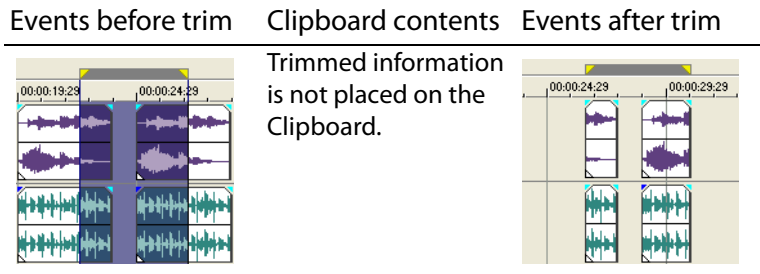 Events before trim Clipboard contents Events after trim
Trimmed information
is not placed on the
Clipboard.
00:00:19:29 00:00:24:29
00:00:24:29 00:00:29:29